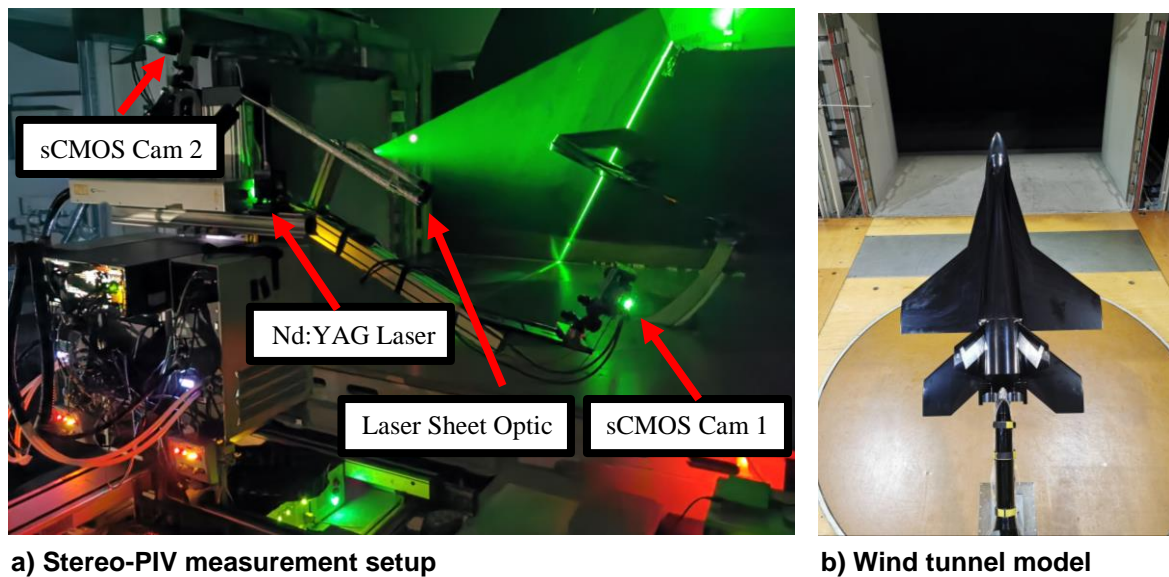 sCMOS Cam 2
Nd:YAG Laser
Laser Sheet Optic
sCMOS Cam 1
a) Stereo-PIV measurement setup
b) Wind tunnel model